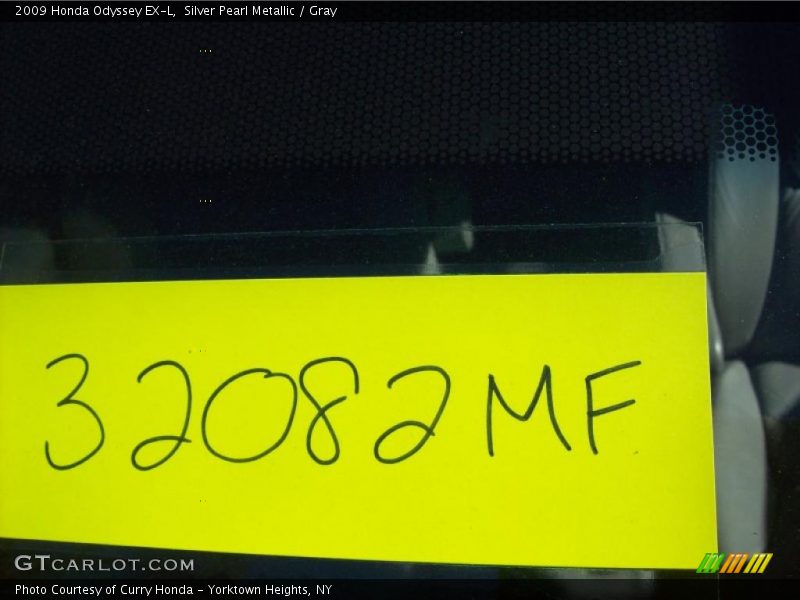 2009 Honda Odyssey EX-L,  Silver Pearl Metallic / Gray
32082MF
GTCARLOT.COM
Photo Courtesy of Curry Honda - Yorktown Heights, NY